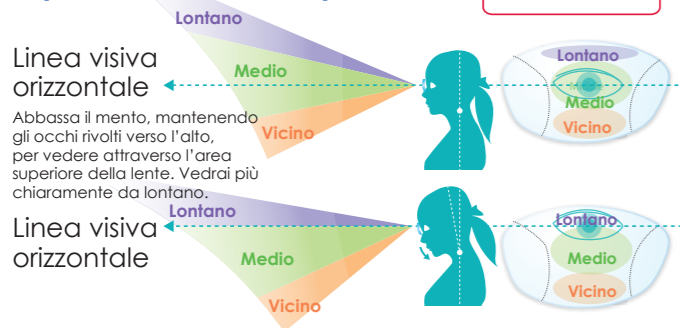 Lontano
Linea visiva
orizzontale
Medio
Vicino
Lontano
Medio
Vicino
Abbassa il mento, mantenendo
gli occhi rivolti verso l’alto,
per vedere attraverso l’area
superiore della lente. Vedrai più
chiaramente da lontano.
Lontano
Linea visiva
orizzontale
Medio
Vicino
Lontano
Medio
Vicino